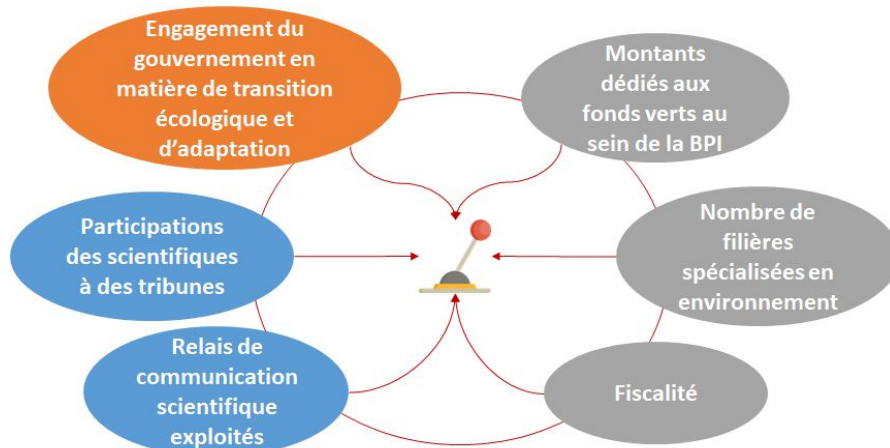 Engagement du
gouvernement en
matière de transition
écologique et
d’adaptation
Montants
dédiés aux
fonds verts au
sein de la BPI
Participations
des scientifiques
à des tribunes
Nombre de
filières
spécialisées en
environnement
Relais de
communication
scientifique
exploités
Fiscalité